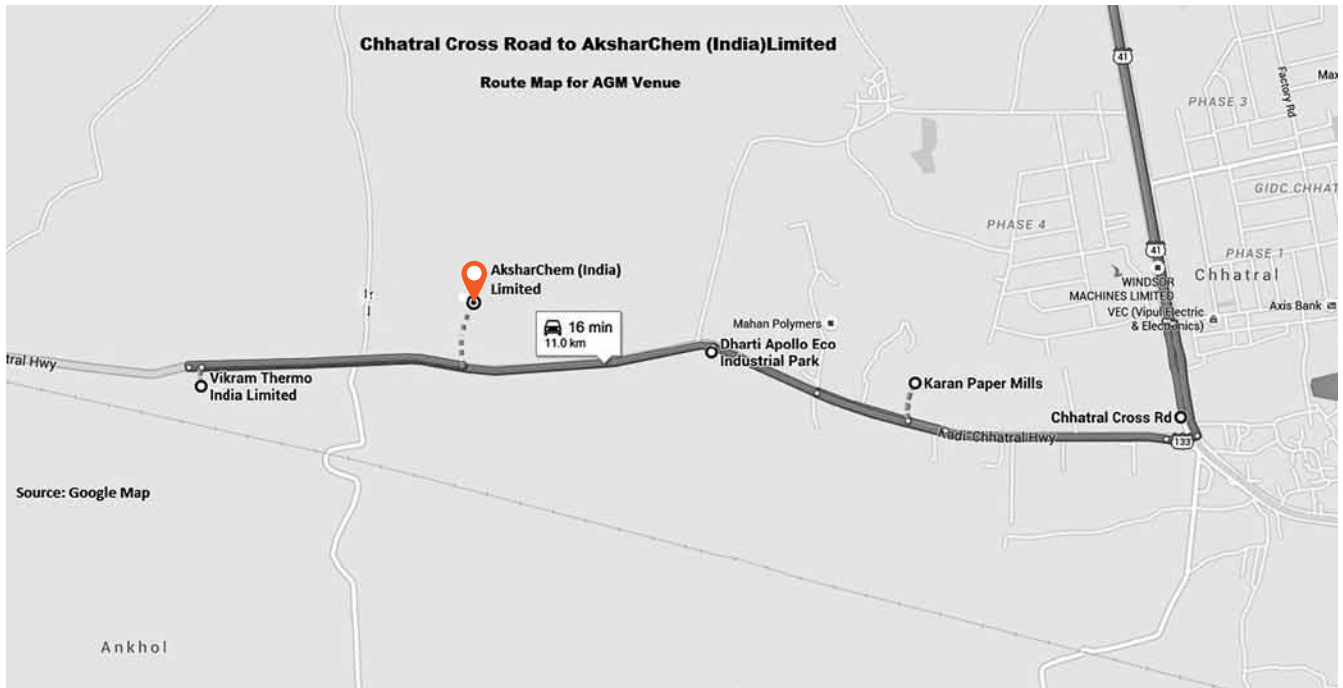 Chhatral Cross Road to AksharChem (India)Limited
Route Map for AGM Venue
41
Factory Rd
PHASE 3
GIDC CHHAT
PHASE 4
41
PHASE 1
Chhatral
WINDSOR
MACHINES LIMITED
VEC (Vipul Electric
& Electronics)
Axis Bank
AksharChem (India)
Limited
16 min
11.0 km
Mahan Polymers
Dharti Apollo Eco
Industrial Park
tral Hwy
Vikram Thermo
India Limited
Karan Paper Mills
Chhatral Cross Rd
Kadi-Chhatral Hwy
133
Source: Google Map
Ankhol